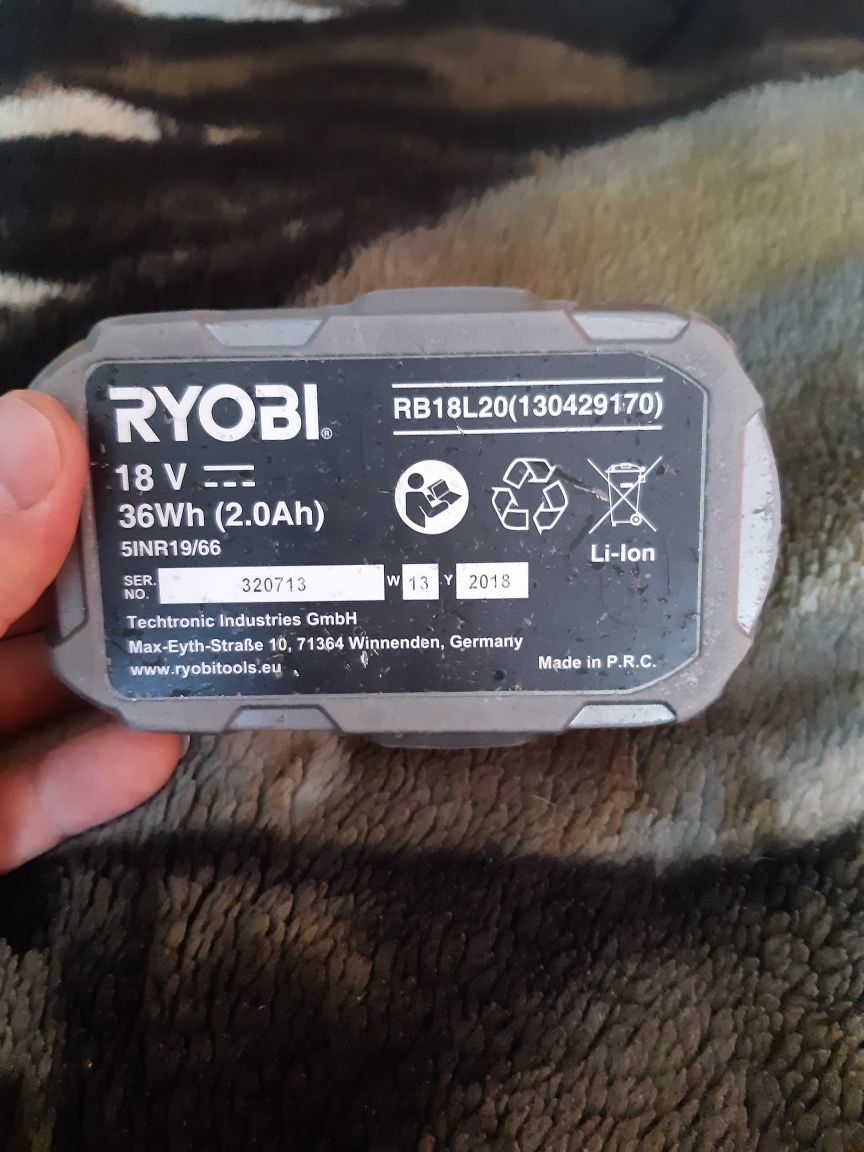 RYOBI®
RB18L20(130429170)
18 V
36Wh (2.0Ah)
5INR19/66
Li-Ion
SER. NO. 320713 W 13 Y 2018
Techtronic Industries GmbH
Max-Eyth-Straße 10, 71364 Winnenden, Germany
www.ryobitools.eu
Made in P.R.C.